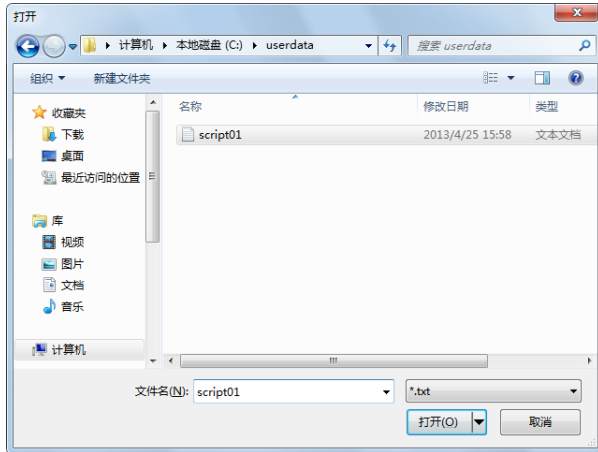 打开
计算机 本地磁盘 (C:) userdata
搜索 userdata
组织 新建文件夹
收藏夹
下载
桌面
最近访问的位置
库
视频
图片
文档
音乐
计算机
名称 修改日期 类型
script01 2013/4/25 15:58 文本文档
文件名(N): script01 *.txt
打开(O) 取消